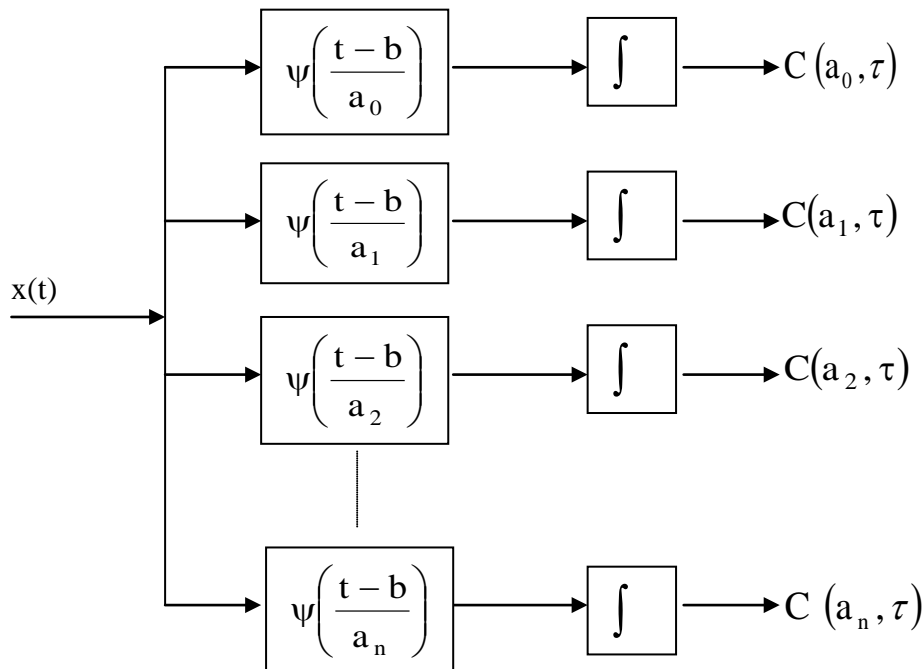 ψ((t − b)/a₀) ∫ C (a₀, τ)
ψ((t − b)/a₁) ∫ C(a₁, τ)
x(t)
ψ((t − b)/a₂) ∫ C(a₂, τ)
ψ((t − b)/aₙ) ∫ C (aₙ, τ)